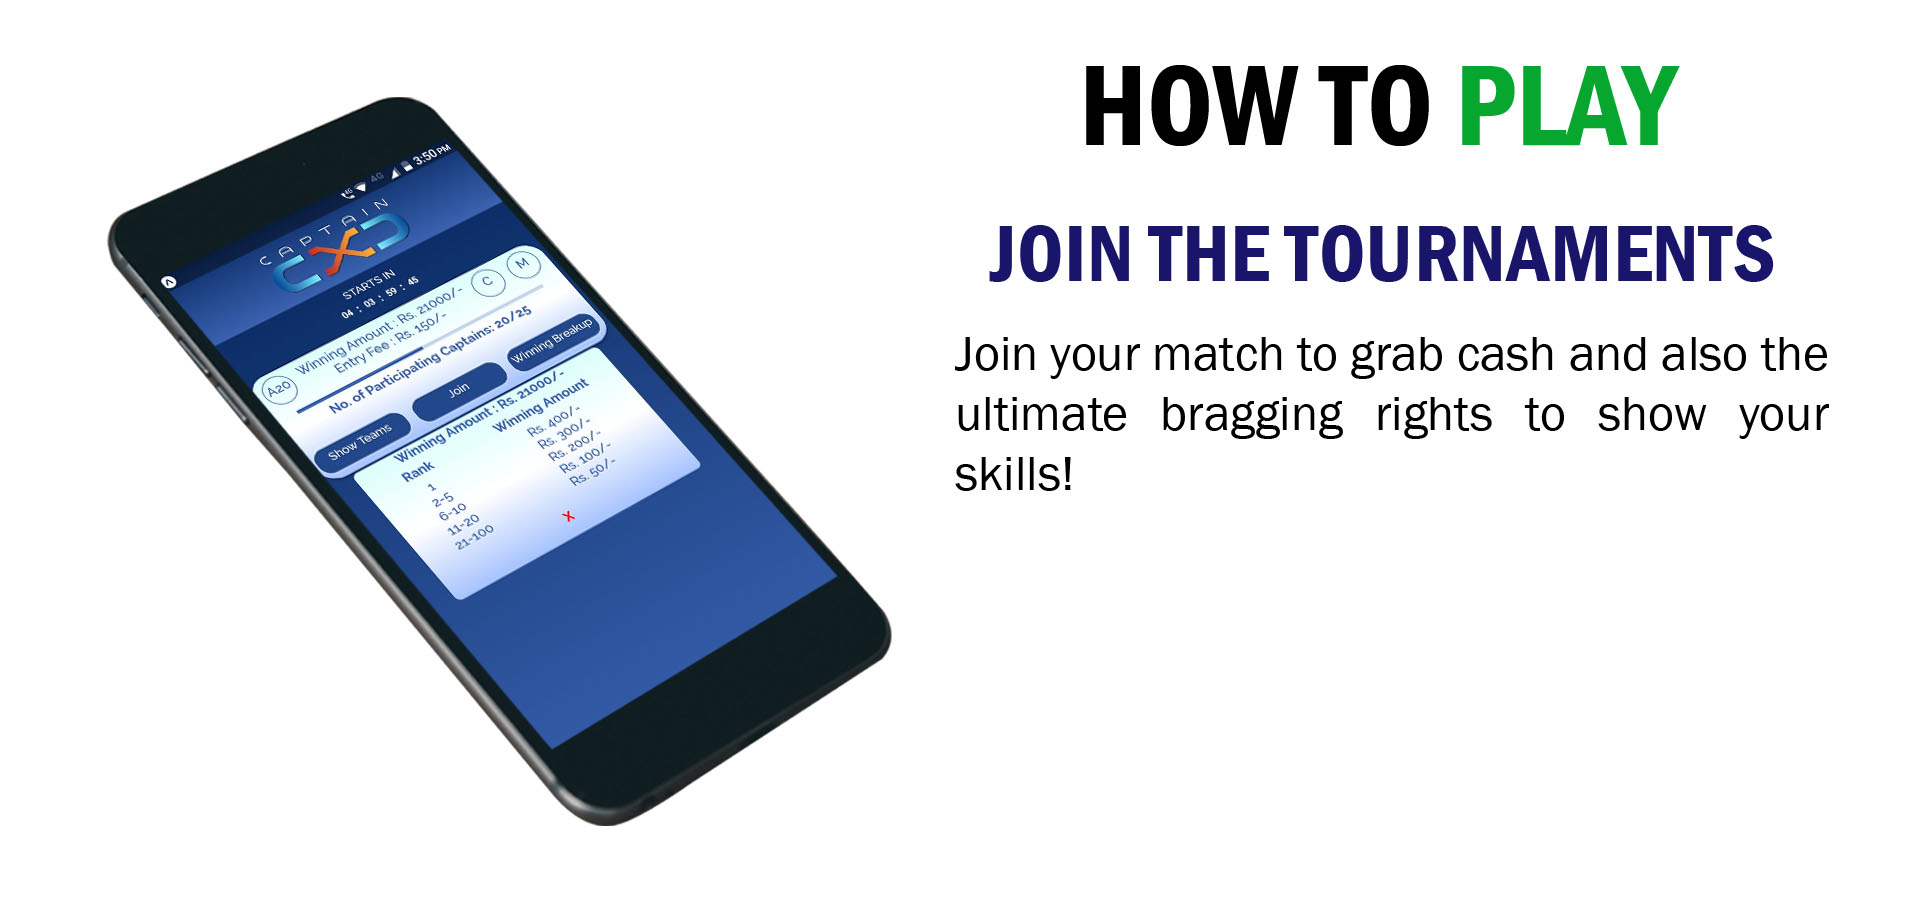 HOW TO PLAY
JOIN THE TOURNAMENTS
Join your match to grab cash and also the
ultimate bragging rights to show your
skills!
4G 4G 3:50 PM
CAPTAIN
CXD
STARTS IN
04 : 03 : 59 : 45
A20 Winning Amount : Rs. 21000/- C M
Entry Fee : Rs. 150/-
No. of Participating Captains: 20/25
Show Teams Join Winning Breakup
Winning Amount : Rs. 21000/-
Rank Winning Amount
1 Rs. 400/-
2-5 Rs. 300/-
6-10 Rs. 200/-
11-20 Rs. 100/-
21-100 Rs. 50/-
X